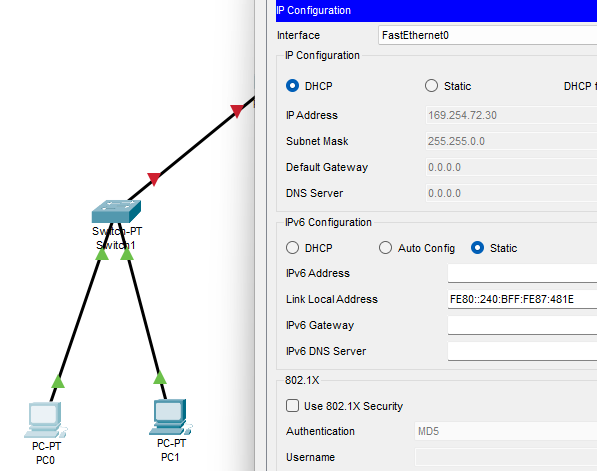 IP Configuration
Interface FastEthernet0
IP Configuration
DHCP Static DHCP f
IP Address 169.254.72.30
Subnet Mask 255.255.0.0
Default Gateway 0.0.0.0
DNS Server 0.0.0.0
IPv6 Configuration
DHCP Auto Config Static
IPv6 Address
Link Local Address FE80::240:BFF:FE87:481E
IPv6 Gateway
IPv6 DNS Server
802.1X
Use 802.1X Security
Authentication MD5
Username
Switch-PT
Switch1
PC-PT
PC0
PC-PT
PC1